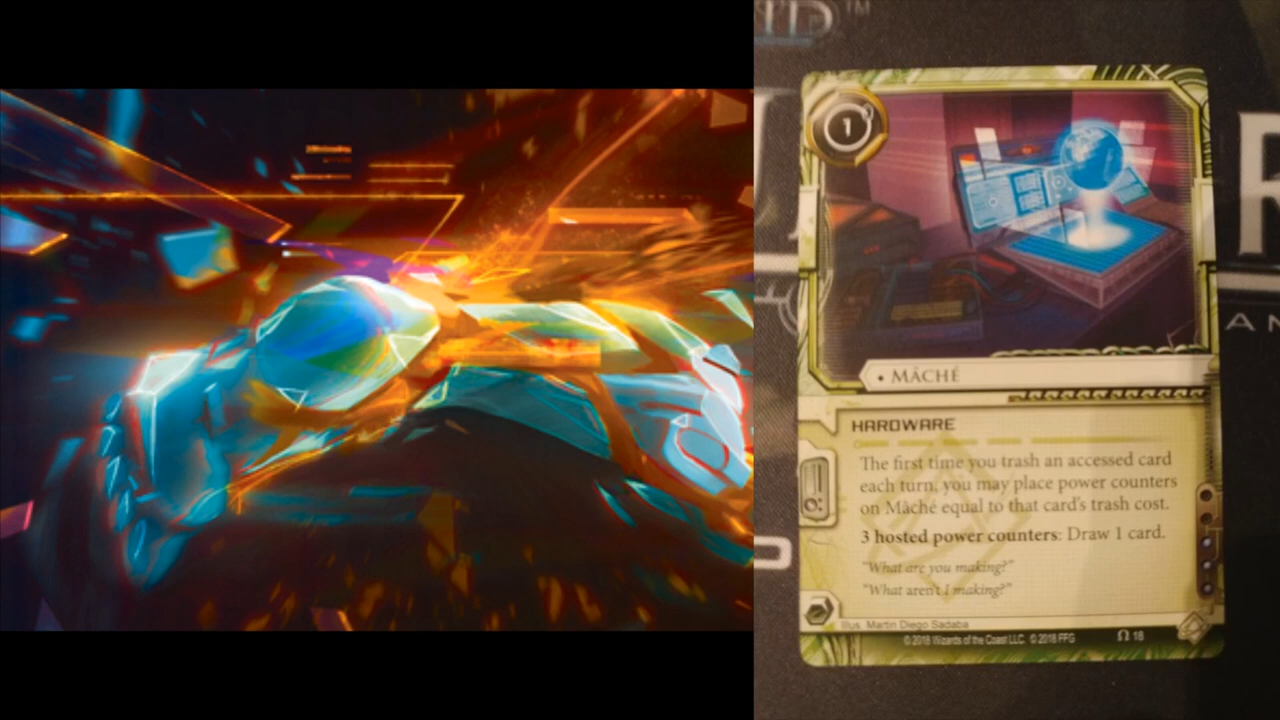 1
• MÂCHÉ
HARDWARE
The first time you trash an accessed card
each turn, you may place power counters
on Mâché equal to that card's trash cost.
3 hosted power counters: Draw 1 card.
"What are you making?"
"What aren't I making?"
Illus. Martin Diego Sadaba
© 2018 Wizards of the Coast LLC. © 2018 FFG
Ω 18